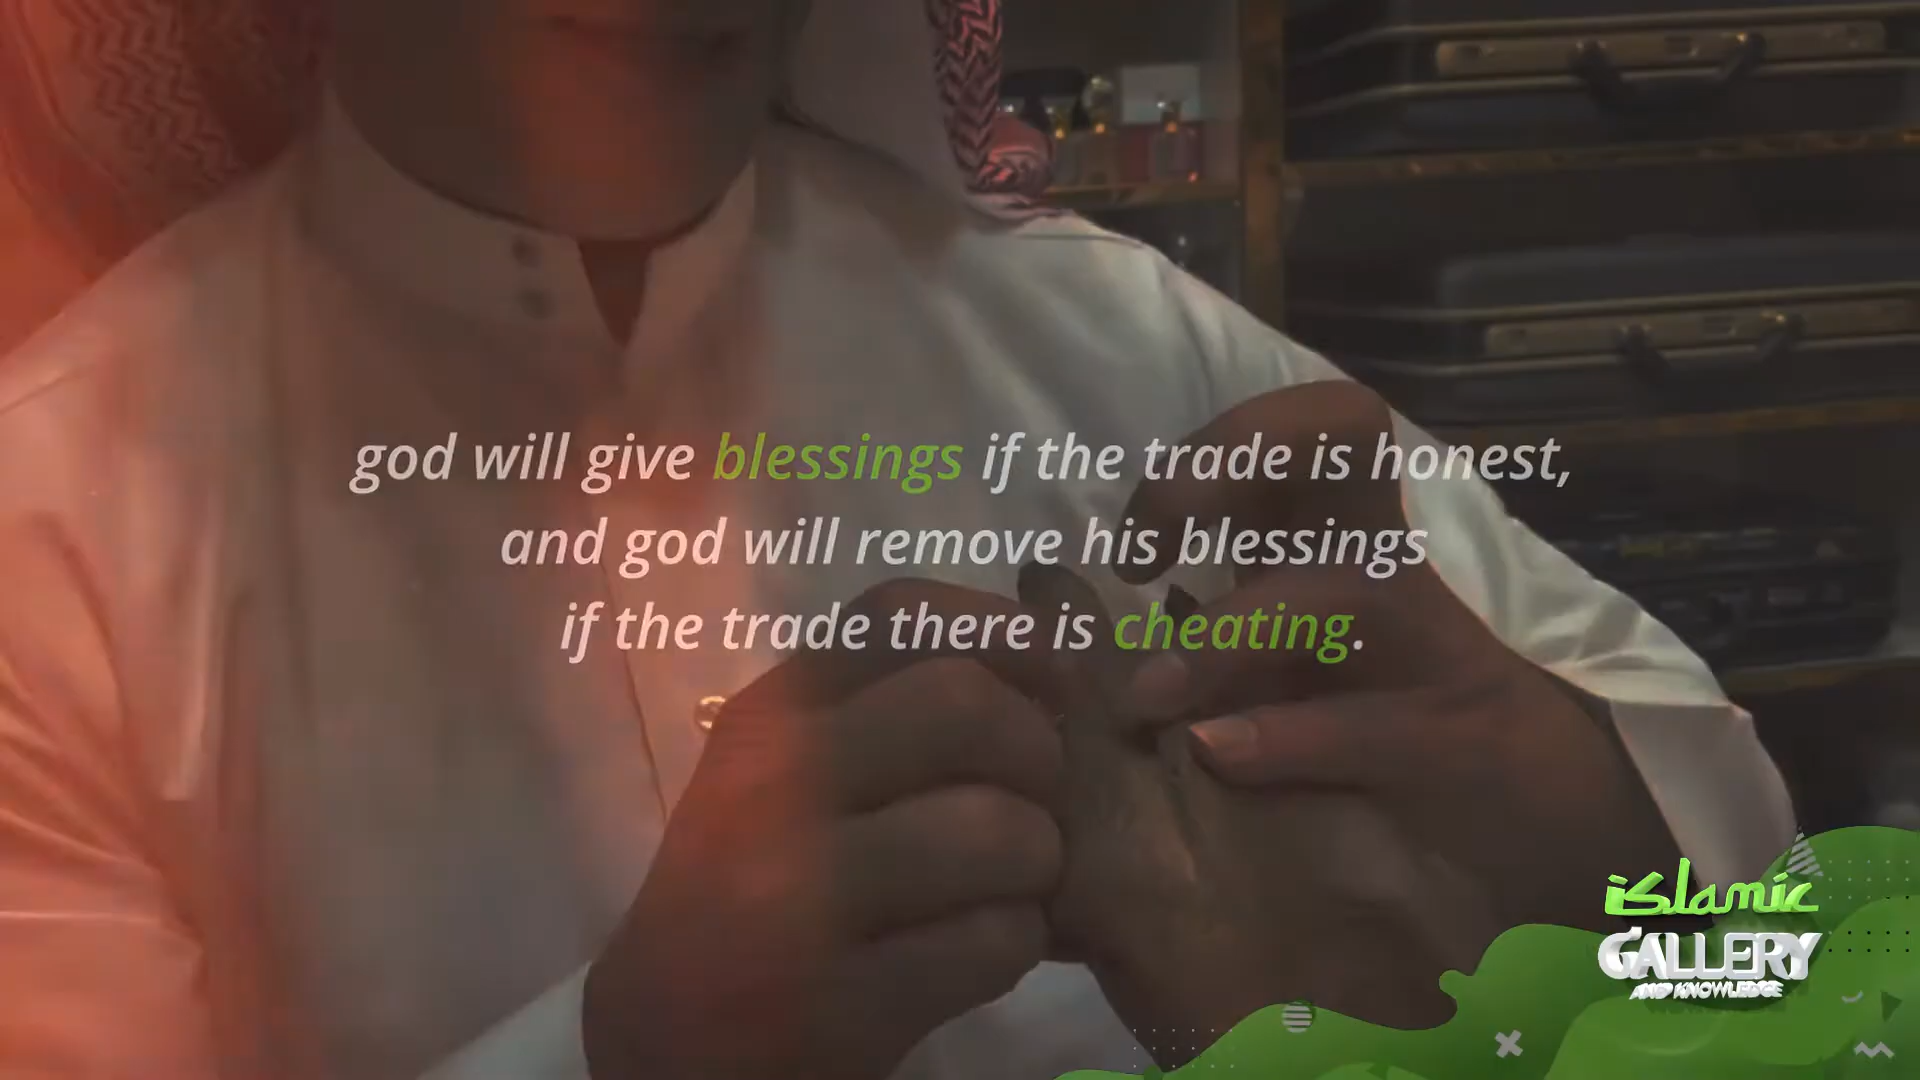 god will give blessings if the trade is honest,
and god will remove his blessings
if the trade there is cheating.
islamic
GALLERY
AND KNOWLEDGE